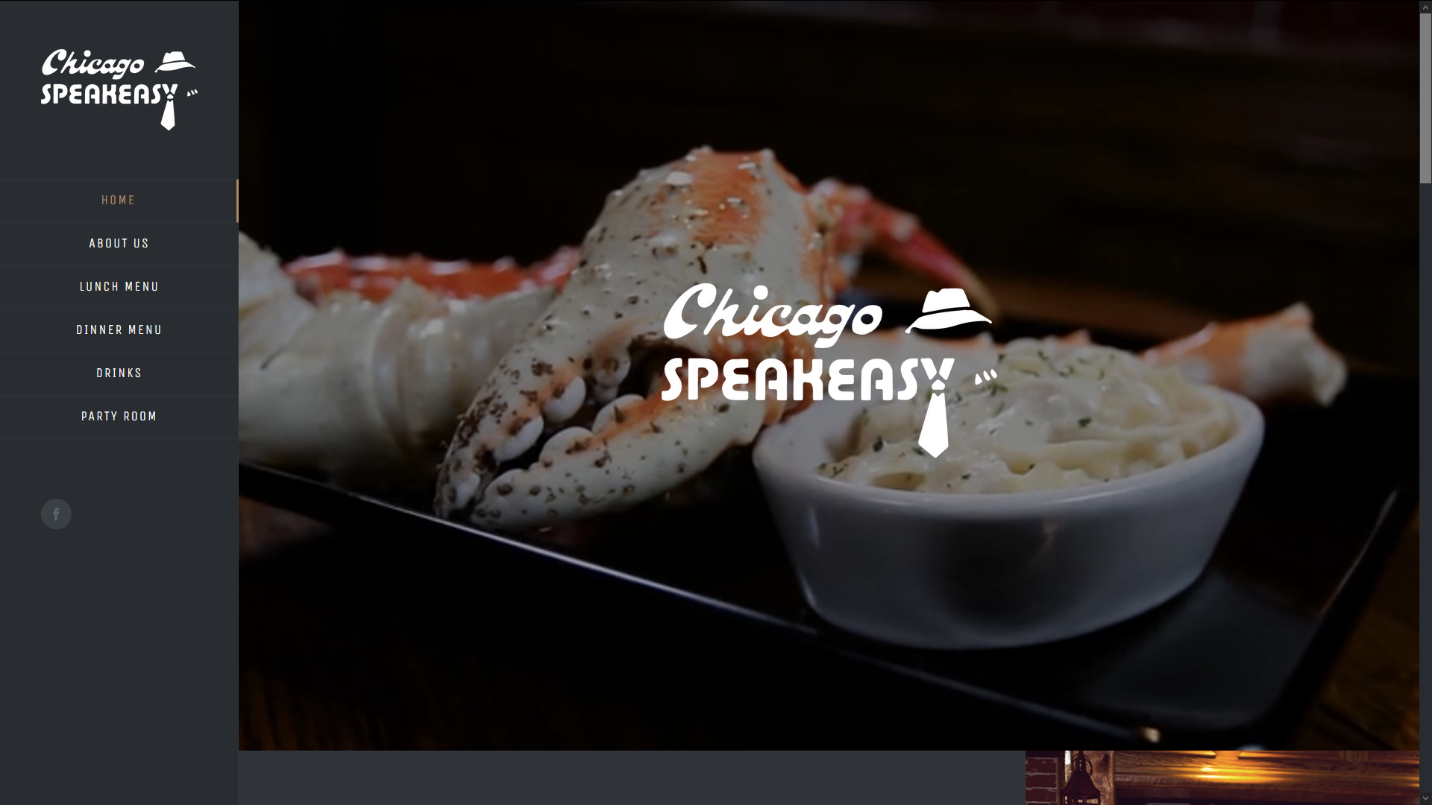 Chicago
SPEAKEASY
HOME
ABOUT US
LUNCH MENU
DINNER MENU
DRINKS
PARTY ROOM
f
Chicago
SPEAKEASY